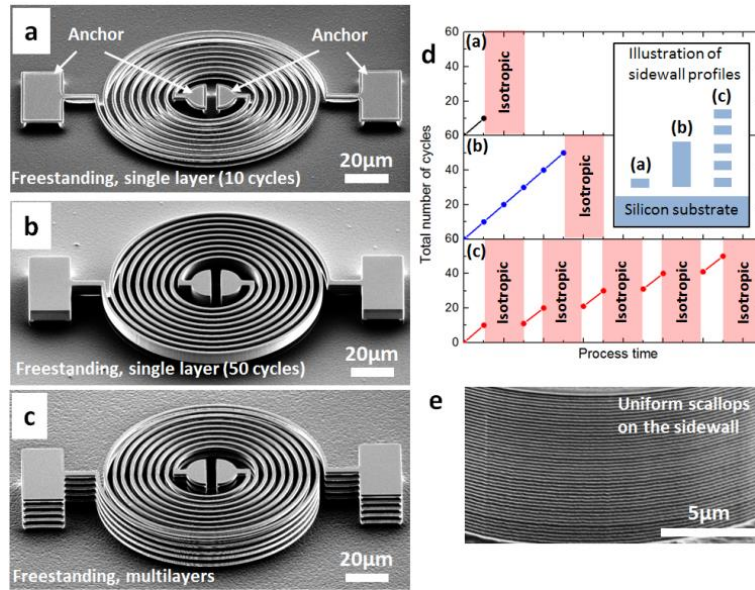 a
Anchor
Anchor
20μm
Freestanding, single layer (10 cycles)
b
20μm
Freestanding, single layer (50 cycles)
c
20μm
Freestanding, multilayers
d
Total number of cycles
60
40
20
60
40
20
60
40
20
0
(a)
Isotropic
(b)
Isotropic
(c)
Isotropic
Isotropic
Isotropic
Isotropic
Isotropic
Process time
Illustration of
sidewall profiles
(c)
(b)
(a)
Silicon substrate
e
Uniform scallops
on the sidewall
5μm